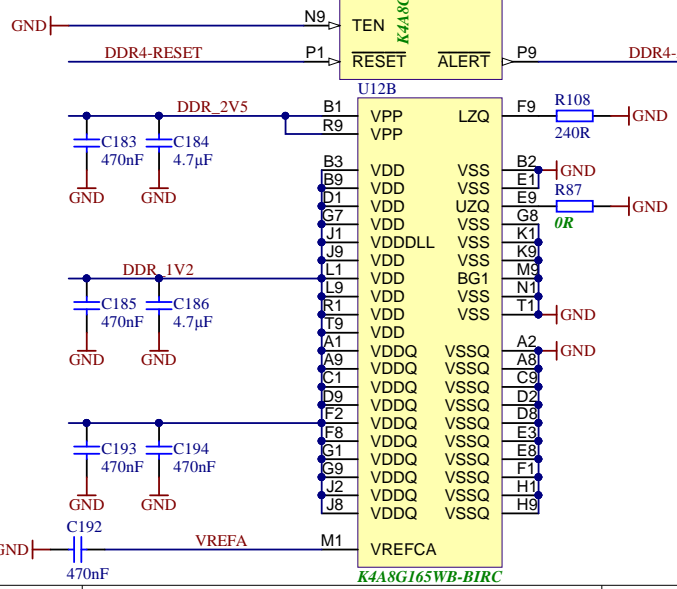 GND
N9
TEN
K4A8G
DDR4-RESET
P1
RESET
ALERT
P9
DDR4-
U12B
DDR_2V5
B1
VPP
LZQ
F9
R108
GND
R9
VPP
240R
C183
470nF
C184
4.7µF
GND
GND
B3
VDD
VSS
B2
GND
B9
VDD
VSS
E1
R87
D1
VDD
UZQ
E9
GND
0R
G7
VDD
VSS
G8
J1
VDDDLL
VSS
K1
J9
VDD
VSS
K9
DDR_1V2
L1
VDD
BG1
M9
L9
VDD
VSS
N1
C185
470nF
C186
4.7µF
R1
VDD
VSS
T1
GND
T9
VDD
GND
GND
A1
VDDQ
VSSQ
A2
GND
A9
VDDQ
VSSQ
A8
C1
VDDQ
VSSQ
C9
D9
VDDQ
VSSQ
D2
F2
VDDQ
VSSQ
D8
F8
VDDQ
VSSQ
E3
C193
470nF
C194
470nF
G1
VDDQ
VSSQ
E8
G9
VDDQ
VSSQ
F1
J2
VDDQ
VSSQ
H1
GND
GND
J8
VDDQ
VSSQ
H9
C192
GND
470nF
VREFA
M1
VREFCA
K4A8G165WB-BIRC